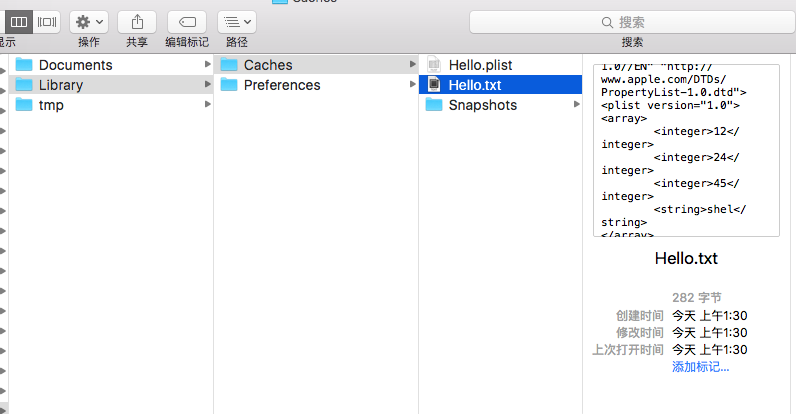 Caches
显示
操作
共享
编辑标记
路径
搜索
搜索
Documents
Library
tmp
Caches
Preferences
Hello.plist
Hello.txt
Snapshots
1.0//EN" "http://
www.apple.com/DTDs/
PropertyList-1.0.dtd">
<plist version="1.0">
<array>
<integer>12</
integer>
<integer>24</
integer>
<integer>45</
integer>
<string>shel</
string>
</array>
Hello.txt
282 字节
创建时间 今天 上午1:30
修改时间 今天 上午1:30
上次打开时间 今天 上午1:30
添加标记...